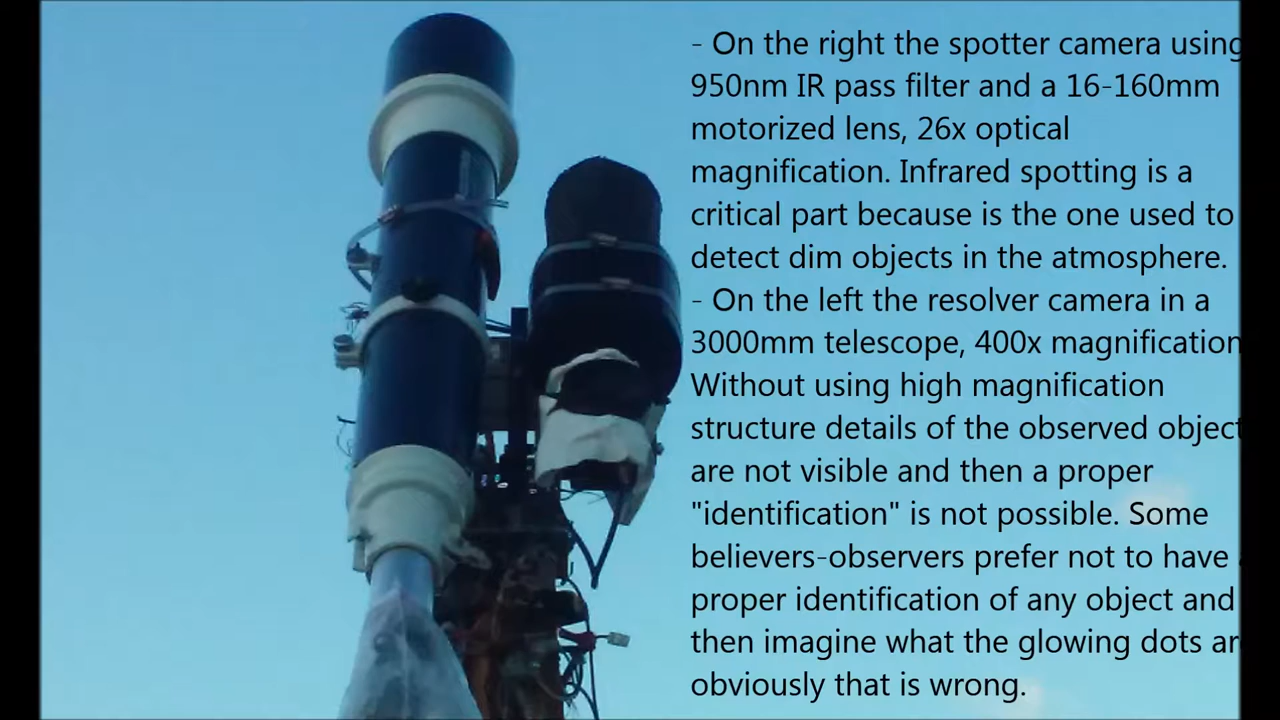 - On the right the spotter camera using
950nm IR pass filter and a 16-160mm
motorized lens, 26x optical
magnification. Infrared spotting is a
critical part because is the one used to
detect dim objects in the atmosphere.
- On the left the resolver camera in a
3000mm telescope, 400x magnification
Without using high magnification
structure details of the observed object
are not visible and then a proper
"identification" is not possible. Some
believers-observers prefer not to have a
proper identification of any object and
then imagine what the glowing dots ar
obviously that is wrong.